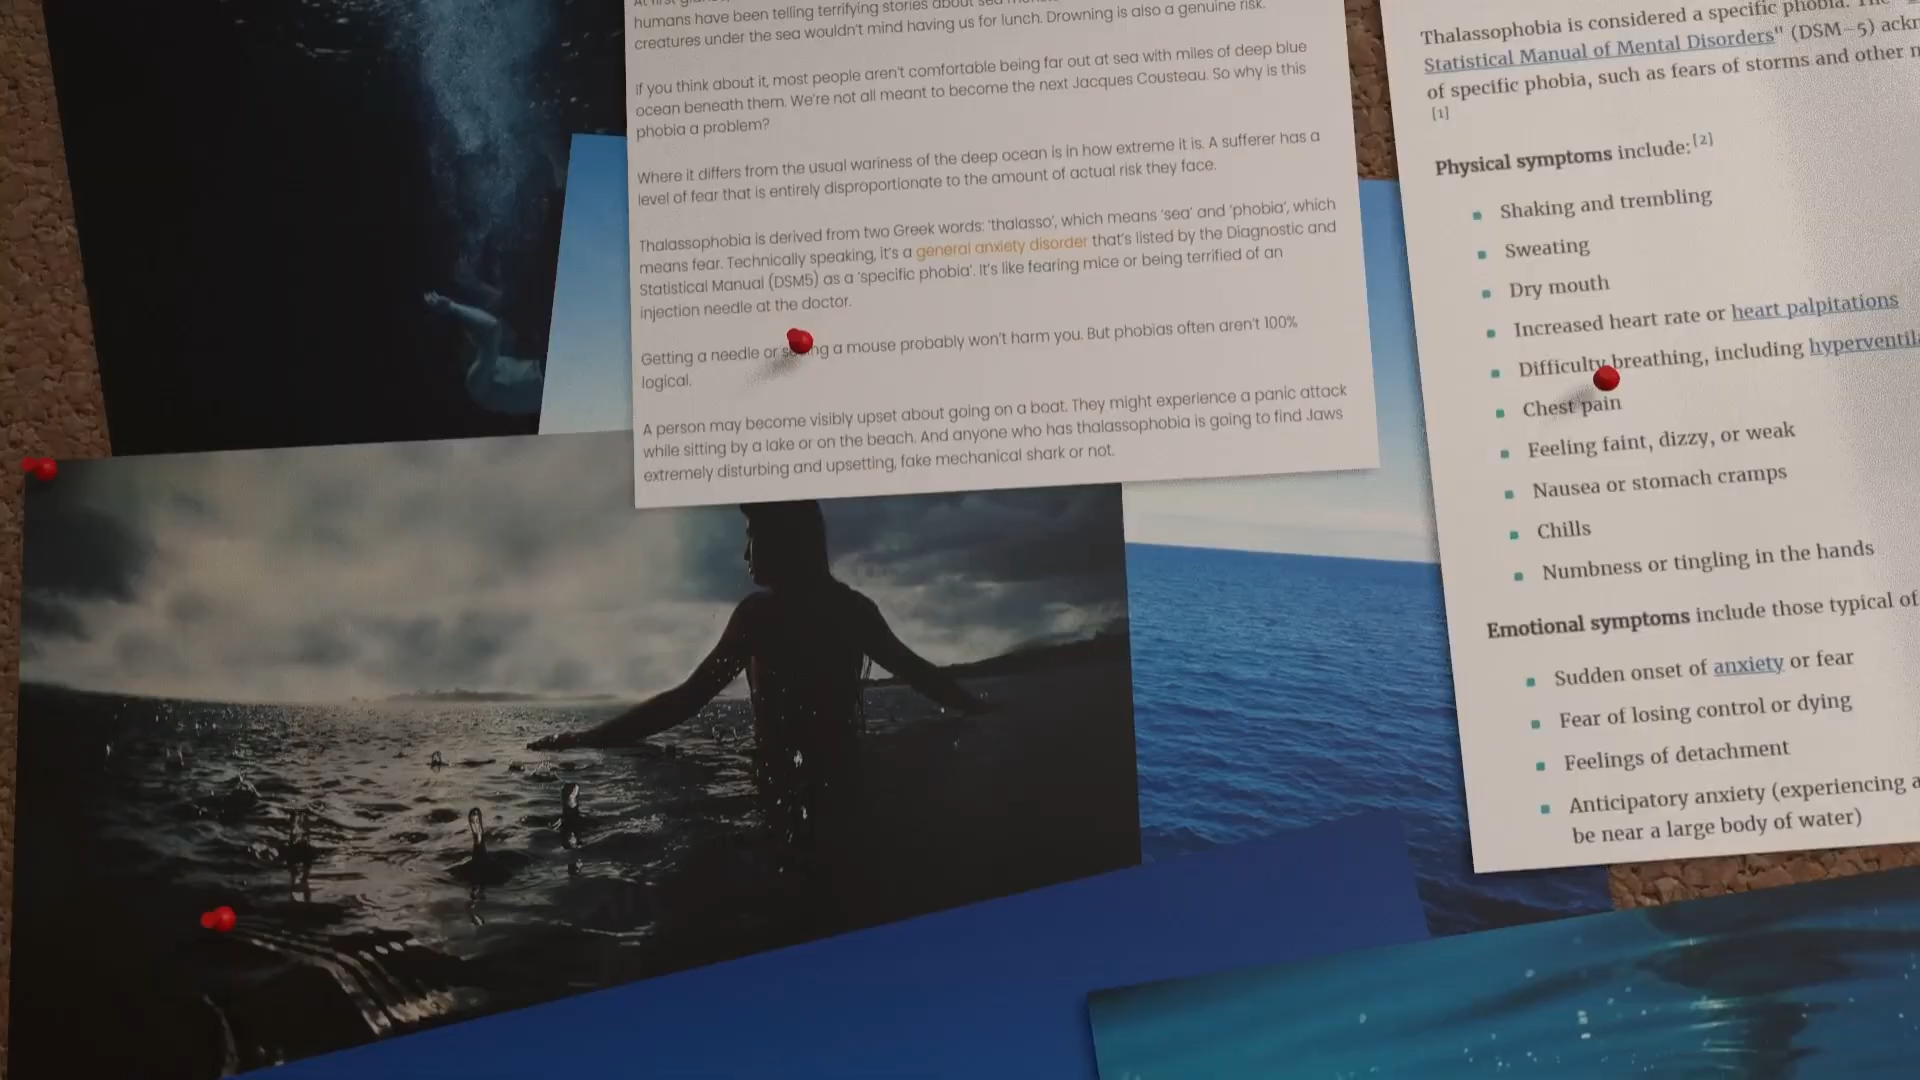 humans have been telling terrifying stories about sea
creatures under the sea wouldn't mind having us for lunch. Drowning is also a genuine risk.
If you think about it, most people aren't comfortable being far out at sea with miles of deep blue
ocean beneath them. We're not all meant to become the next Jacques Cousteau. So why is this
phobia a problem?
Where it differs from the usual wariness of the deep ocean is in how extreme it is. A sufferer has a
level of fear that is entirely disproportionate to the amount of actual risk they face.
Thalassophobia is derived from two Greek words: 'thalasso', which means 'sea' and 'phobia', which
means fear. Technically speaking, it's a general anxiety disorder that's listed by the Diagnostic and
Statistical Manual (DSM5) as a 'specific phobia'. It's like fearing mice or being terrified of an
injection needle at the doctor.
Getting a needle or a mouse probably won't harm you. But phobias often aren't 100%
logical.
A person may become visibly upset about going on a boat. They might experience a panic attack
while sitting by a lake or on the beach. And anyone who has thalassophobia is going to find Jaws
extremely disturbing and upsetting, fake mechanical shark or not.
Thalassophobia is considered a specific phobia.
Statistical Manual of Mental Disorders" (DSM-5)
of specific phobia, such as fears of storms and other
[1]
Physical symptoms include:[2]
Shaking and trembling
Sweating
Dry mouth
Increased heart rate or heart palpitations
Difficulty breathing, including
Chest pain
Feeling faint, dizzy, or weak
Nausea or stomach cramps
Chills
Numbness or tingling in the hands
Emotional symptoms include those typical of
Sudden onset of anxiety or fear
Fear of losing control or dying
Feelings of detachment
Anticipatory anxiety (experiencing
be near a large body of water)